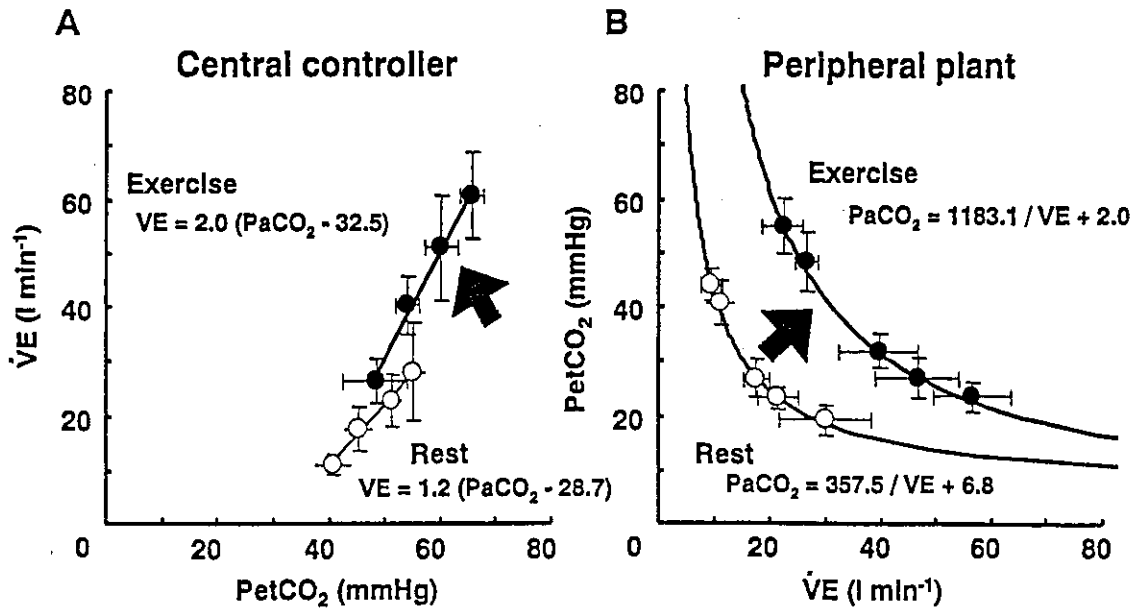 A
Central controller
80
60
40
20
0
V̇E (l min⁻¹)
Exercise
VE = 2.0 (PaCO₂ - 32.5)
Rest
VE = 1.2 (PaCO₂ - 28.7)
40
60
80
PetCO₂ (mmHg)
B
Peripheral plant
80
60
40
20
0
PetCO₂ (mmHg)
Exercise
PaCO₂ = 1183.1 / VE + 2.0
Rest
PaCO₂ = 357.5 / VE + 6.8
20
40
60
80
V̇E (l min⁻¹)